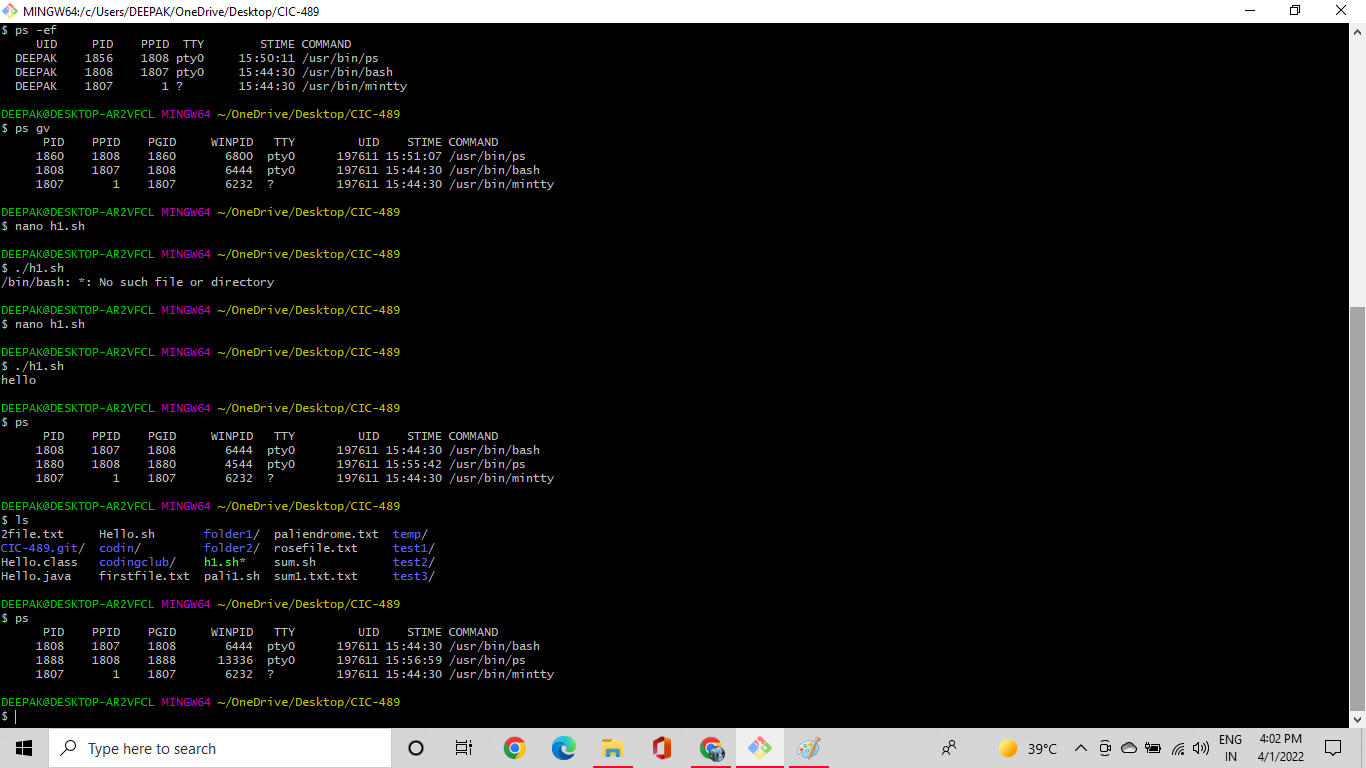 MINGW64:/c/Users/DEEPAK/OneDrive/Desktop/CIC-489
$ ps -ef
UID PID PPID TTY STIME COMMAND
DEEPAK 1856 1808 pty0 15:50:11 /usr/bin/ps
DEEPAK 1808 1807 pty0 15:44:30 /usr/bin/bash
DEEPAK 1807 1 ? 15:44:30 /usr/bin/mintty
DEEPAK@DESKTOP-AR2VFCL MINGW64 ~/OneDrive/Desktop/CIC-489
$ ps gv
PID PPID PGID WINPID TTY UID STIME COMMAND
1860 1808 1860 6800 pty0 197611 15:51:07 /usr/bin/ps
1808 1807 1808 6444 pty0 197611 15:44:30 /usr/bin/bash
1807 1 1807 6232 ? 197611 15:44:30 /usr/bin/mintty
DEEPAK@DESKTOP-AR2VFCL MINGW64 ~/OneDrive/Desktop/CIC-489
$ nano h1.sh
DEEPAK@DESKTOP-AR2VFCL MINGW64 ~/OneDrive/Desktop/CIC-489
$ ./h1.sh
/bin/bash: *: No such file or directory
DEEPAK@DESKTOP-AR2VFCL MINGW64 ~/OneDrive/Desktop/CIC-489
$ nano h1.sh
DEEPAK@DESKTOP-AR2VFCL MINGW64 ~/OneDrive/Desktop/CIC-489
$ ./h1.sh
hello
DEEPAK@DESKTOP-AR2VFCL MINGW64 ~/OneDrive/Desktop/CIC-489
$ ps
PID PPID PGID WINPID TTY UID STIME COMMAND
1808 1807 1808 6444 pty0 197611 15:44:30 /usr/bin/bash
1880 1808 1880 4544 pty0 197611 15:55:42 /usr/bin/ps
1807 1 1807 6232 ? 197611 15:44:30 /usr/bin/mintty
DEEPAK@DESKTOP-AR2VFCL MINGW64 ~/OneDrive/Desktop/CIC-489
$ ls
2file.txt Hello.sh folder1/ paliendrome.txt temp/
CIC-489.git/ codin/ folder2/ rosefile.txt test1/
Hello.class codingclub/ h1.sh* sum.sh test2/
Hello.java firstfile.txt pali1.sh sum1.txt.txt test3/
DEEPAK@DESKTOP-AR2VFCL MINGW64 ~/OneDrive/Desktop/CIC-489
$ ps
PID PPID PGID WINPID TTY UID STIME COMMAND
1808 1807 1808 6444 pty0 197611 15:44:30 /usr/bin/bash
1888 1808 1888 13336 pty0 197611 15:56:59 /usr/bin/ps
1807 1 1807 6232 ? 197611 15:44:30 /usr/bin/mintty
DEEPAK@DESKTOP-AR2VFCL MINGW64 ~/OneDrive/Desktop/CIC-489
$
Type here to search
39°C
ENG
IN
4:02 PM
4/1/2022